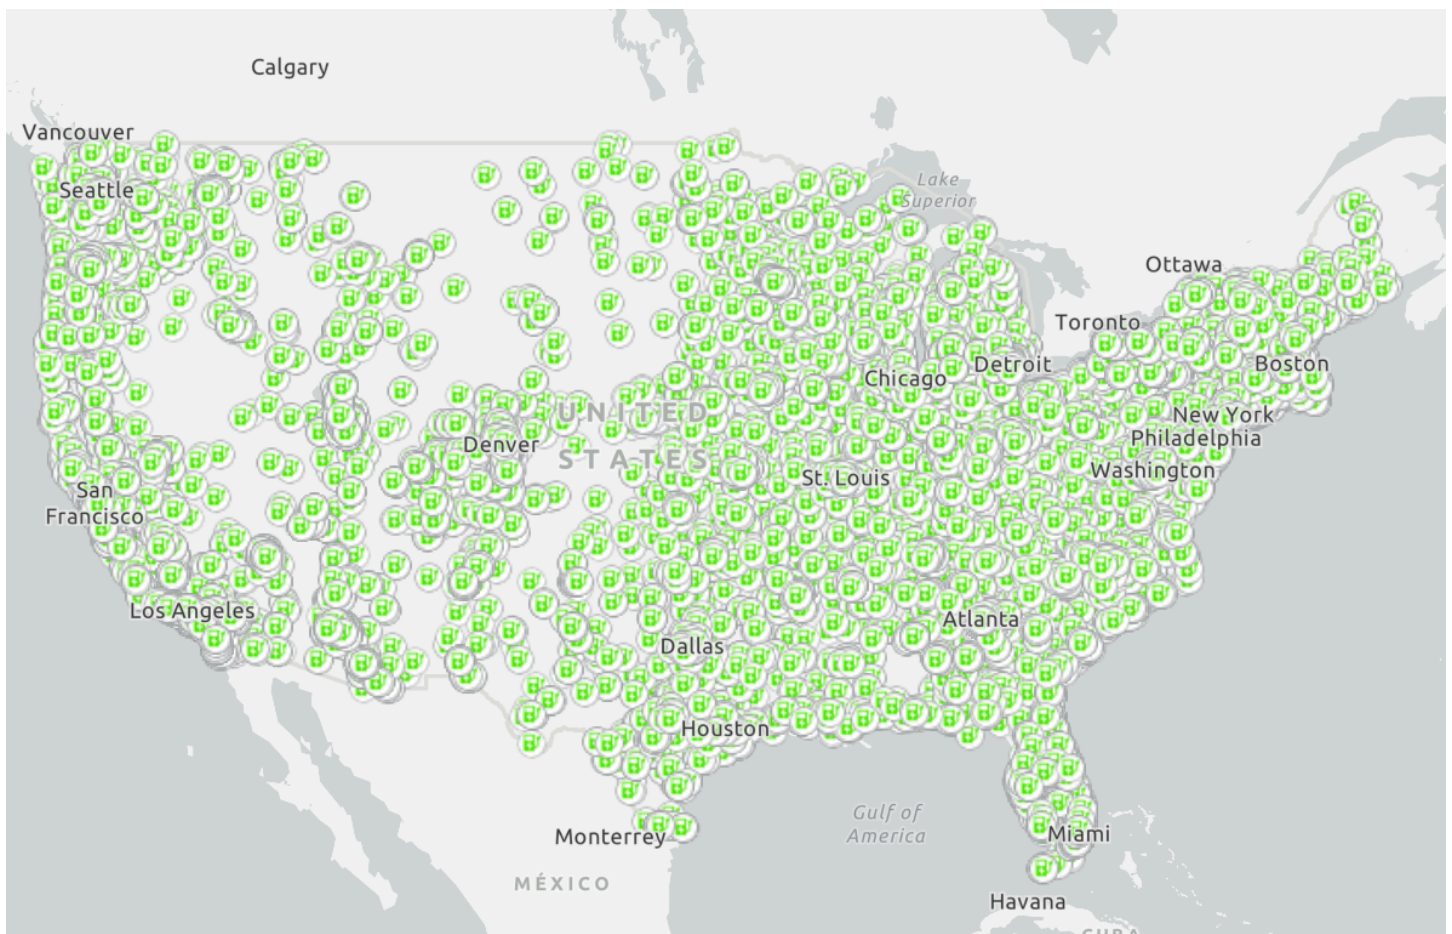 Calgary
Vancouver
Lake
Superior
Seattle
Ottawa
Toronto
Detroit
Boston
Chicago
UNITED
STATES
New York
Denver
Philadelphia
St. Louis
Washington
San
Francisco
Los Angeles
Atlanta
Dallas
Houston
Gulf of
America
Monterrey
Miami
MÉXICO
Havana
CUBA